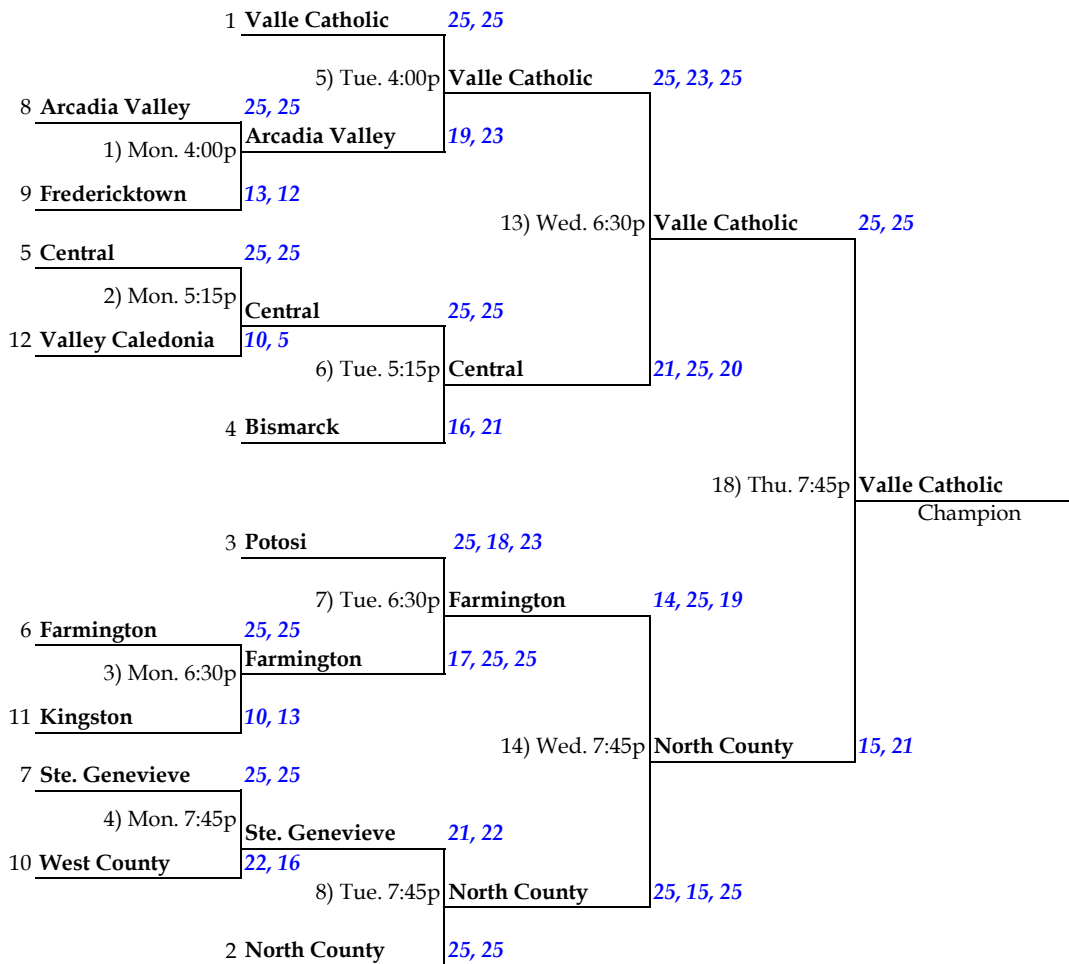 1 Valle Catholic 25, 25
5) Tue. 4:00p Valle Catholic 25, 23, 25
8 Arcadia Valley 25, 25
1) Mon. 4:00p Arcadia Valley 19, 23
9 Fredericktown 13, 12
13) Wed. 6:30p Valle Catholic 25, 25
5 Central 25, 25
2) Mon. 5:15p Central 25, 25
12 Valley Caledonia 10, 5
6) Tue. 5:15p Central 21, 25, 20
4 Bismarck 16, 21
18) Thu. 7:45p Valle Catholic
Champion
3 Potosi 25, 18, 23
7) Tue. 6:30p Farmington 14, 25, 19
6 Farmington 25, 25
3) Mon. 6:30p Farmington 17, 25, 25
11 Kingston 10, 13
14) Wed. 7:45p North County 15, 21
7 Ste. Genevieve 25, 25
4) Mon. 7:45p Ste. Genevieve 21, 22
10 West County 22, 16
8) Tue. 7:45p North County 25, 15, 25
2 North County 25, 25